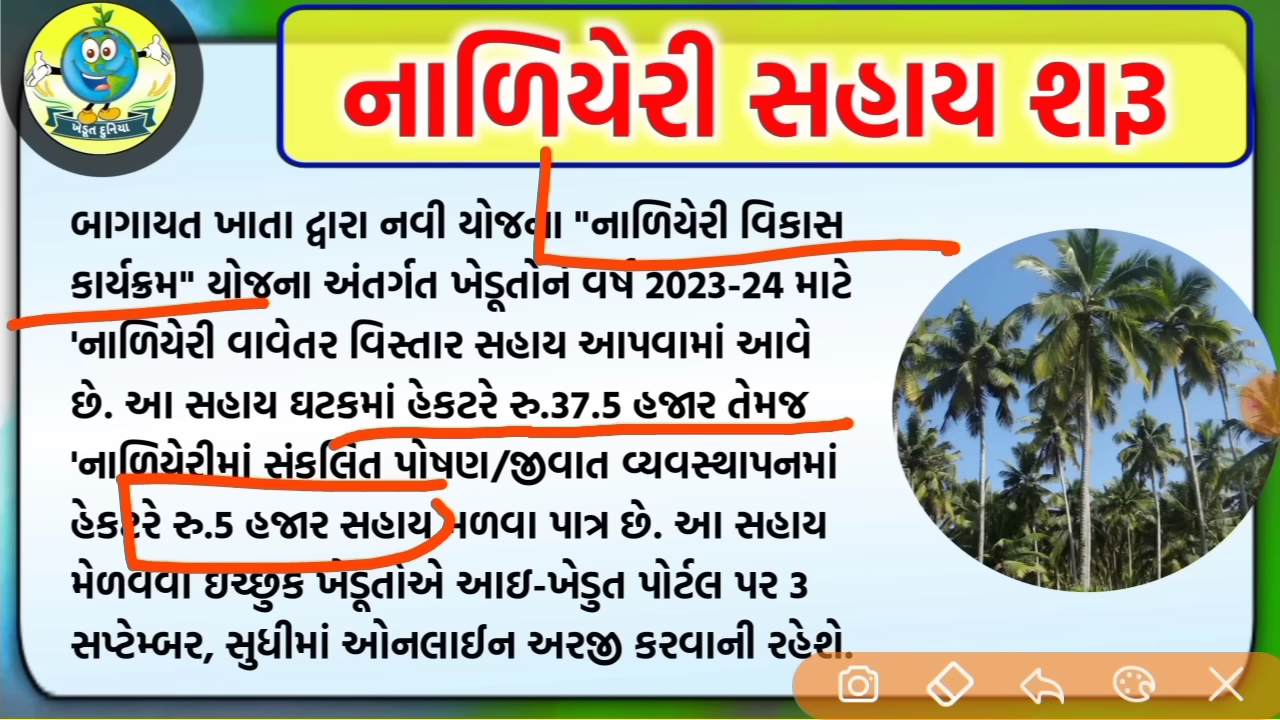 ખેડૂત દુનિયા
નાળિયેરી સહાય શરૂ
બાગાયત ખાતા દ્વારા નવી યોજના "નાળિયેરી વિકાસ
કાર્યક્રમ" યોજના અંતર્ગત ખેડૂતોને વર્ષ 2023-24 માટે
'નાળિયેરી વાવેતર વિસ્તાર સહાય આપવામાં આવે
છે. આ સહાય ઘટકમાં હેકટરે રુ.37.5 હજાર તેમજ
'નાળિયેરીમાં સંકલિત પોષણ/જીવાત વ્યવસ્થાપનમાં
હેકટરે રુ.5 હજાર સહાય મળવા પાત્ર છે. આ સહાય
મેળવવા ઇચ્છુક ખેડૂતોએ આઇ-ખેડુત પોર્ટલ પર 3
સપ્ટેમ્બર, સુધીમાં ઓનલાઈન અરજી કરવાની રહેશે.